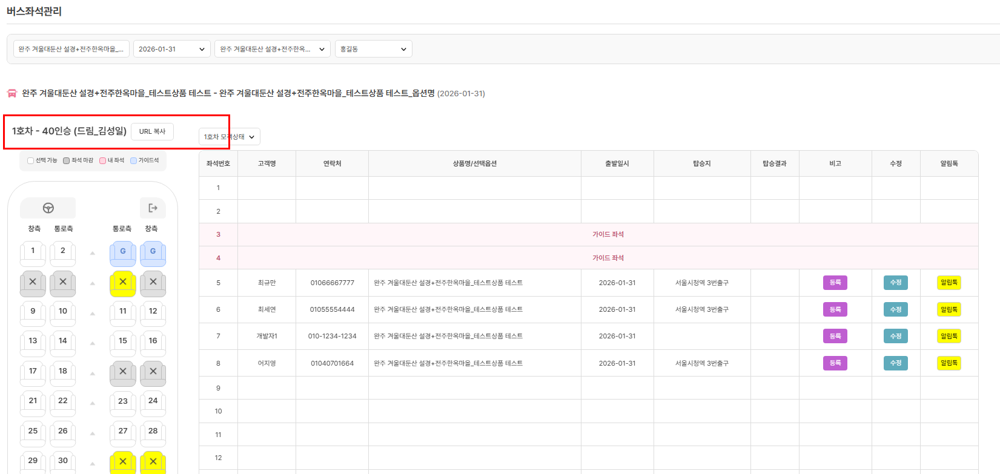 버스좌석관리
완주 겨울대둔산 설경+전주한옥마을_... 2026-01-31 완주 겨울대둔산 설경+전주한옥... 홍길동
완주 겨울대둔산 설경+전주한옥마을_테스트상품 테스트 - 완주 겨울대둔산 설경+전주한옥마을_테스트상품 테스트_옵션명 (2026-01-31)
1호차 - 40인승 (드림_김성일) URL 복사
1호차 모객상태
선택 가능 좌석 마감 내 좌석 가이드석
창측 통로측 통로측 창측
1 2 G G
X X X X
9 10 11 12
13 14 15 16
17 18 X X
21 22 23 24
25 26 27 28
29 30 X X
좌석번호 고객명 연락처 상품명/선택옵션 출발일시 탑승지 탑승결과 비고 수정 알림톡
1
2
3 가이드 좌석
4 가이드 좌석
5 최규만 01066667777 완주 겨울대둔산 설경+전주한옥마을_테스트상품 테스트 2026-01-31 서울시청역 3번출구 등록 수정 알림톡
6 최세연 01055554444 완주 겨울대둔산 설경+전주한옥마을_테스트상품 테스트 2026-01-31 서울시청역 3번출구 등록 수정 알림톡
7 개발자1 010-1234-1234 완주 겨울대둔산 설경+전주한옥마을_테스트상품 테스트 2026-01-31 등록 수정 알림톡
8 어지영 01040701664 완주 겨울대둔산 설경+전주한옥마을_테스트상품 테스트 2026-01-31 서울시청역 3번출구 등록 수정 알림톡
9
10
11
12